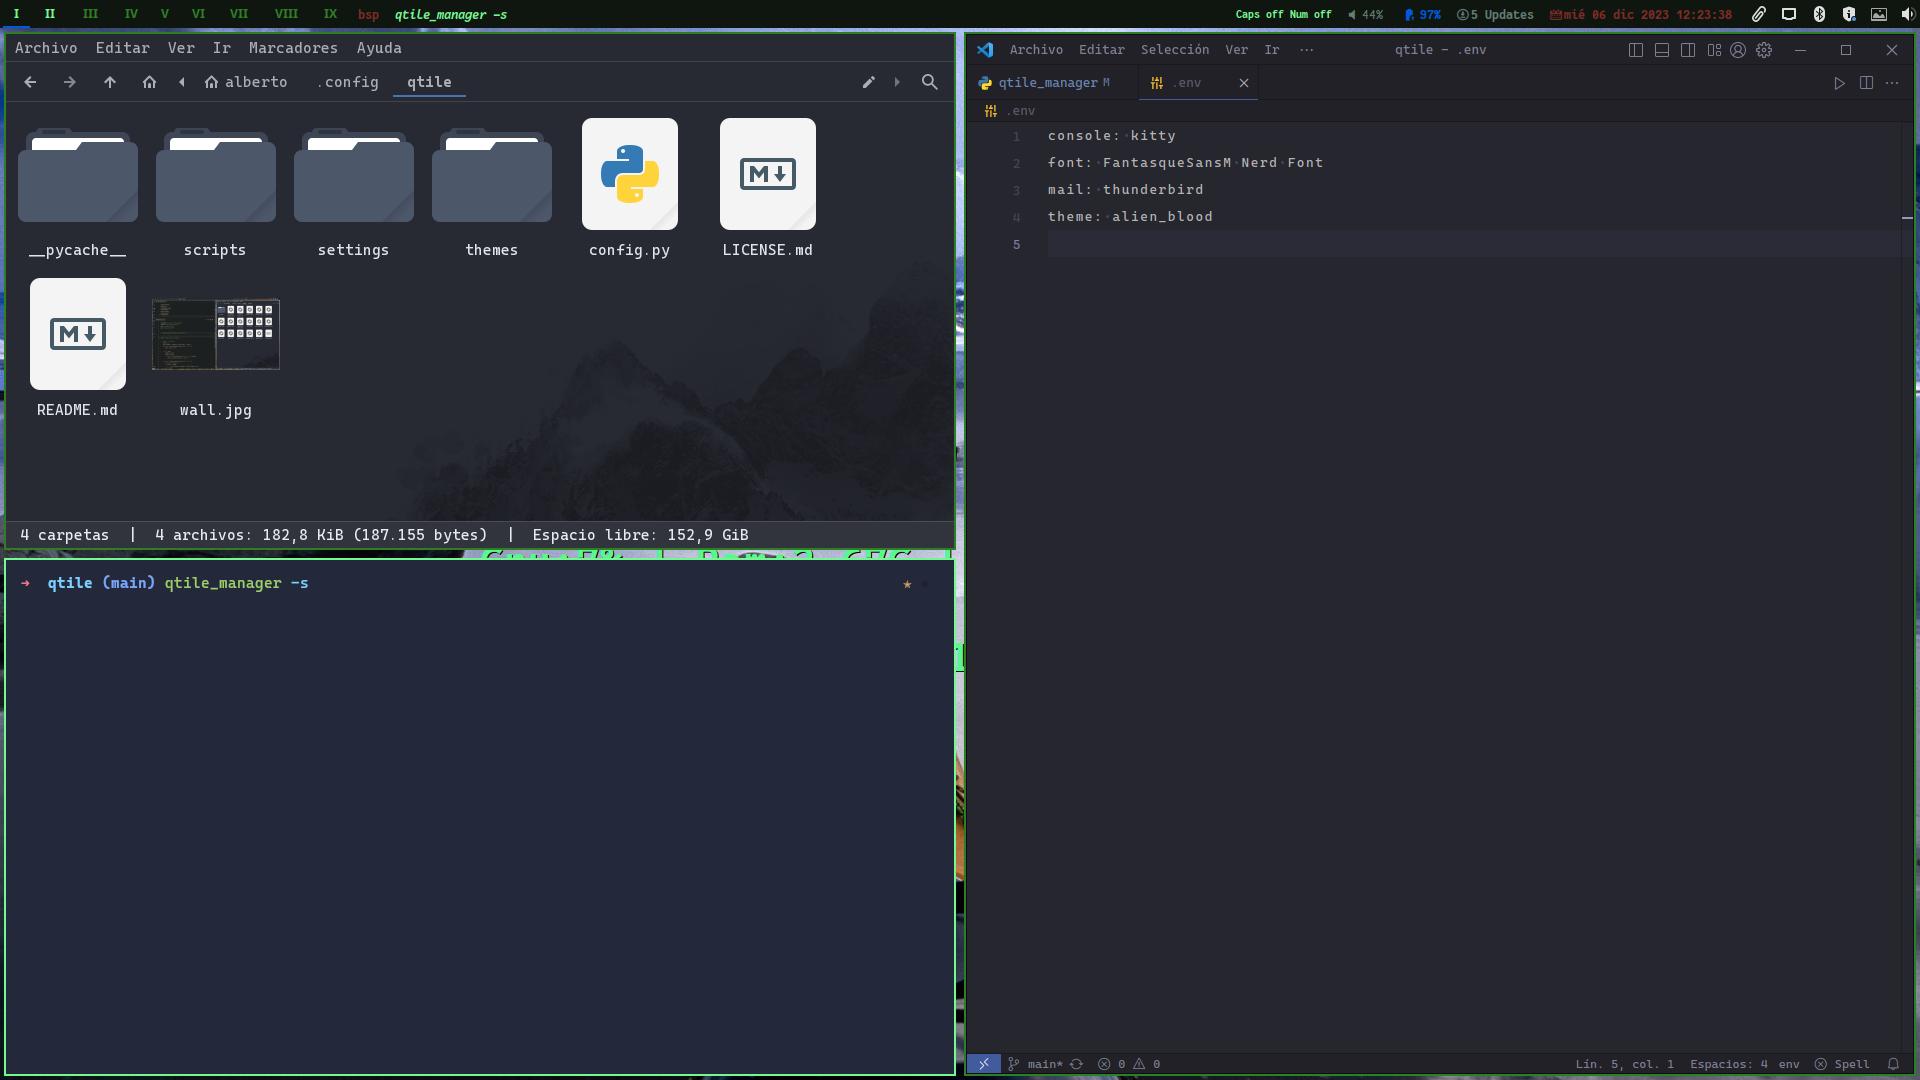 I II III IV V VI VII VIII IX bsp qtile_manager -s Caps off Num off 44% 97% 5 Updates mié 06 dic 2023 12:23:38
Archivo Editar Ver Ir Marcadores Ayuda
alberto .config qtile
__pycache__ scripts settings themes config.py LICENSE.md
README.md wall.jpg
4 carpetas | 4 archivos: 182,8 KiB (187.155 bytes) | Espacio libre: 152,9 GiB
➜ qtile (main) qtile_manager -s
Archivo Editar Selección Ver Ir ··· qtile - .env
qtile_manager M .env
.env
1 console: kitty
2 font: FantasqueSansM Nerd Font
3 mail: thunderbird
4 theme: alien_blood
5
main* 0 0 Lín. 5, col. 1 Espacios: 4 env Spell